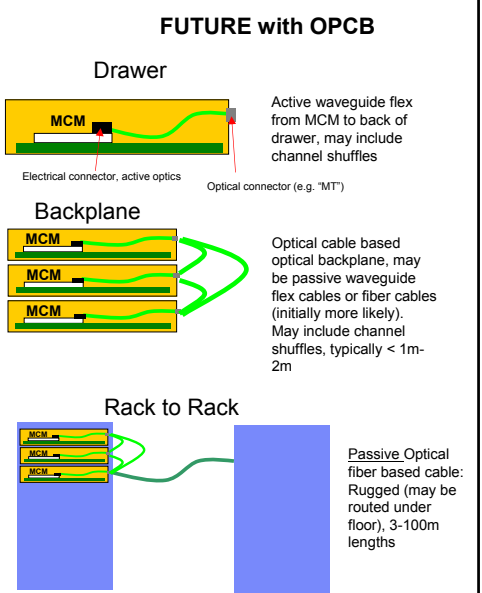 FUTURE with OPCB
Drawer
MCM
Active waveguide flex
from MCM to back of
drawer, may include
channel shuffles
Electrical connector, active optics
Optical connector (e.g. “MT”)
Backplane
MCM
MCM
MCM
Optical cable based
optical backplane, may
be passive waveguide
flex cables or fiber cables
(initially more likely).
May include channel
shuffles, typically < 1m-
2m
Rack to Rack
MCM
MCM
MCM
Passive Optical
fiber based cable:
Rugged (may be
routed under
floor), 3-100m
lengths